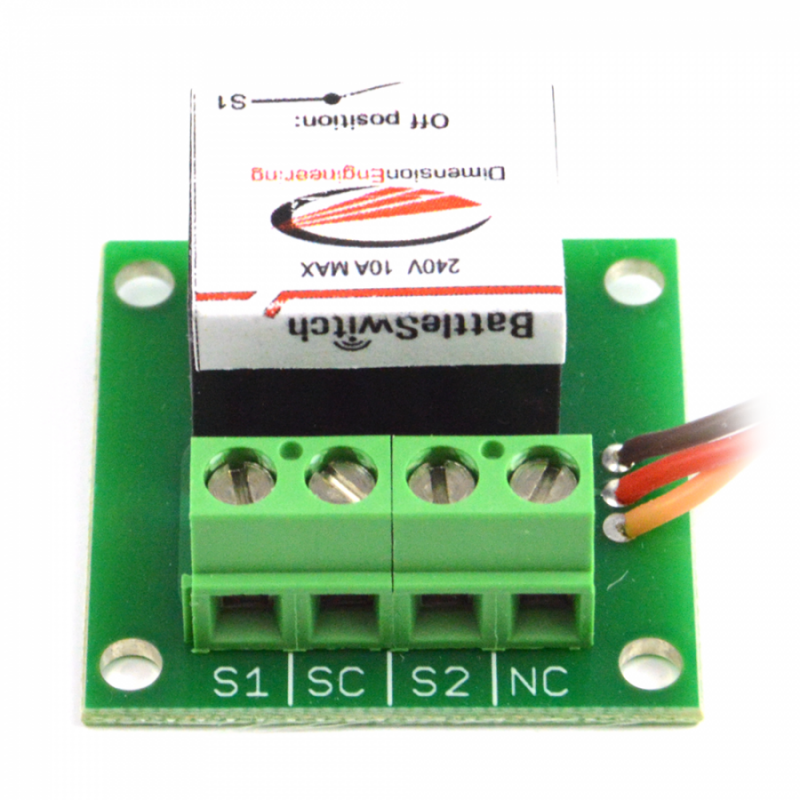 BattleSwitch
240V 10A MAX
DimensionEngineering
Off position:
S1
S1 | SC | S2 | NC